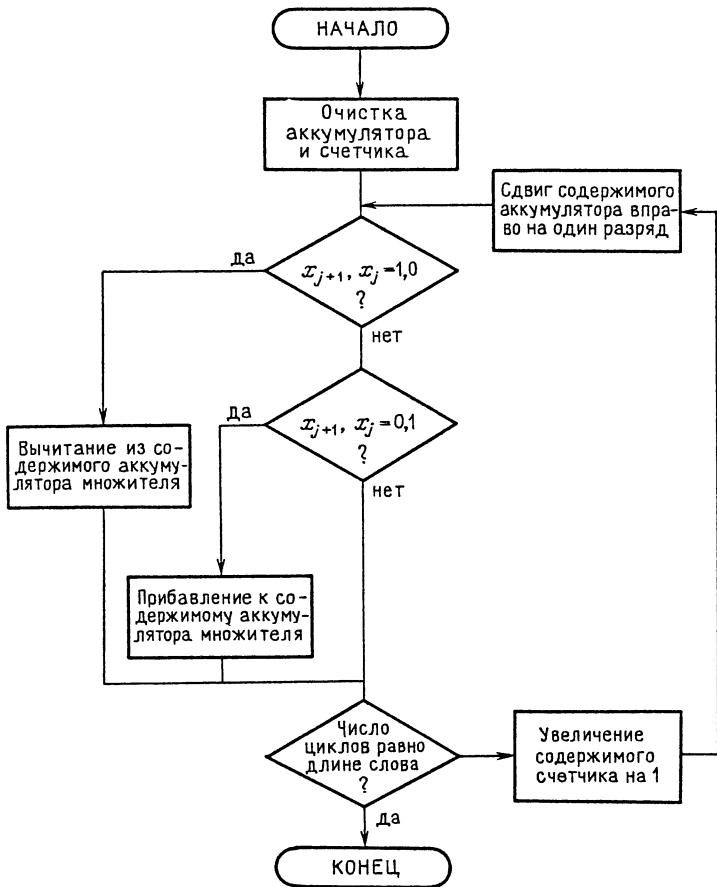 НАЧАЛО
Очистка
аккумулятора
и счетчика
Сдвиг содержимого
аккумулятора впра-
во на один разряд
да
x_{j+1}, x_j=1,0
?
нет
да
x_{j+1}, x_j=0,1
?
нет
Вычитание из со-
держимого аккуму-
лятора множителя
Прибавление к со-
держимому аккуму-
лятора множителя
Число
циклов равно
длине слова
?
да
Увеличение
содержимого
счетчика на 1
КОНЕЦ